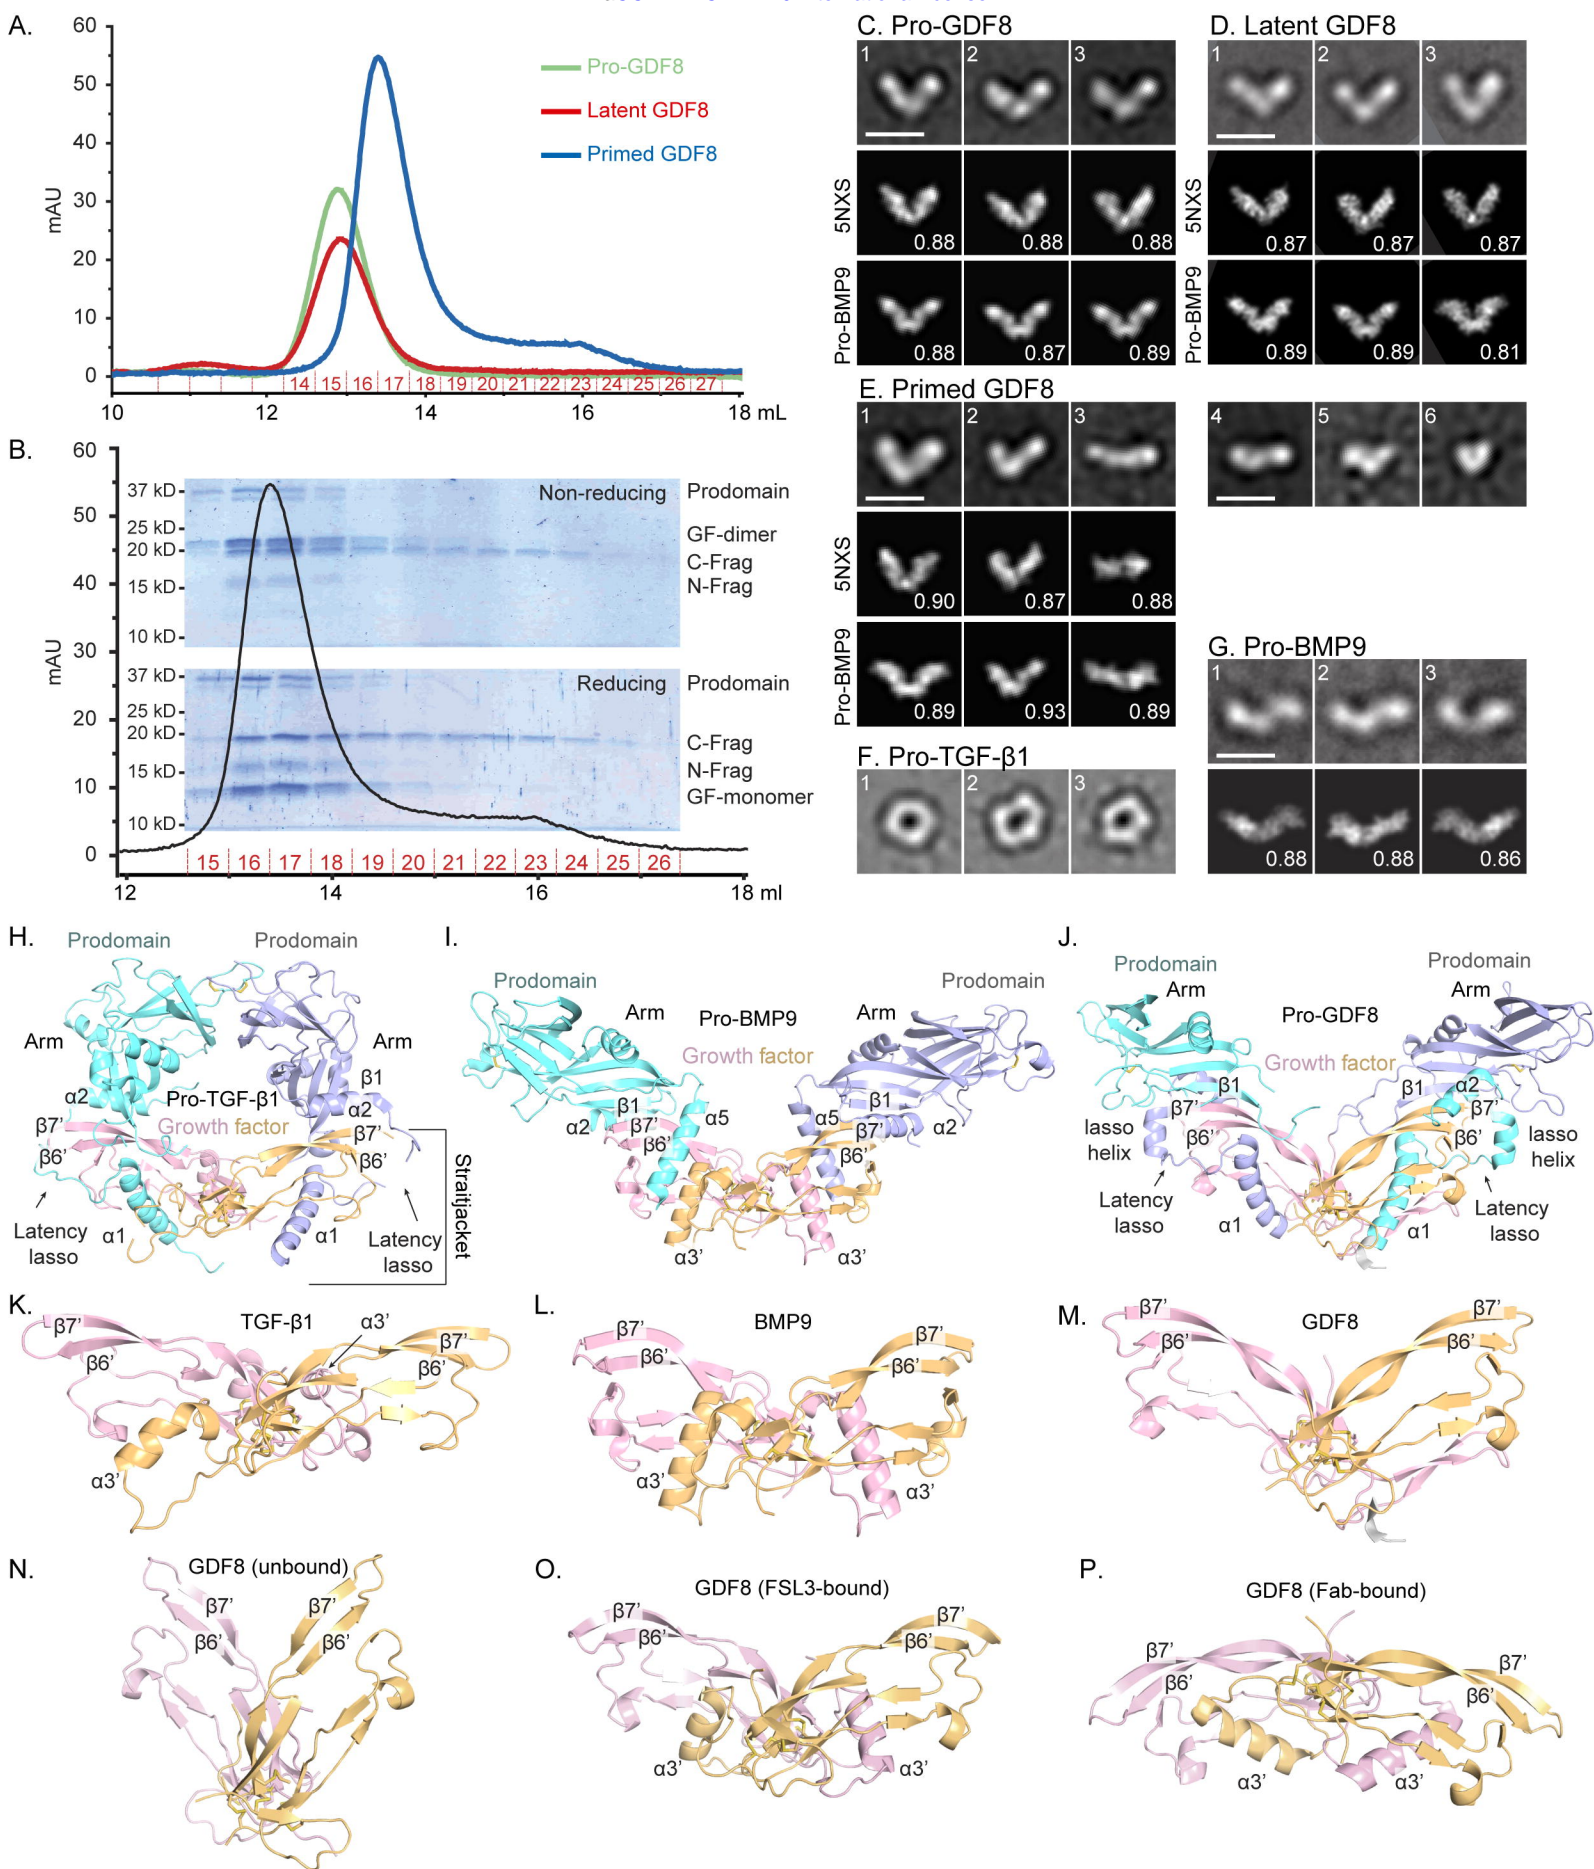 A.
60
50
40
30
20
10
0
mAU
Pro-GDF8
Latent GDF8
Primed GDF8
14 15 16 17 18 19 20 21 22 23 24 25 26 27
10 12 14 16 18 mL
B.
60
50
40
30
20
10
0
mAU
37 kD
25 kD
20 kD
15 kD
10 kD
Non-reducing
Prodomain
GF-dimer
C-Frag
N-Frag
37 kD
25 kD
20 kD
15 kD
10 kD
Reducing
Prodomain
C-Frag
N-Frag
GF-monomer
15 16 17 18 19 20 21 22 23 24 25 26
12 14 16 18 ml
C. Pro-GDF8
1 2 3
5NXS
0.88 0.88 0.88
Pro-BMP9
0.88 0.87 0.89
D. Latent GDF8
1 2 3
5NXS
0.87 0.87 0.87
Pro-BMP9
0.89 0.89 0.81
E. Primed GDF8
1 2 3 4 5 6
5NXS
0.90 0.87 0.88
Pro-BMP9
0.89 0.93 0.89
F. Pro-TGF-β1
1 2 3
G. Pro-BMP9
1 2 3
0.88 0.88 0.86
H.
Prodomain Prodomain
Arm Arm
β1
α2 Pro-TGF-β1 α2
β7’ Growth factor β7’
β6’ β6’
Latency
lasso
α1 α1
Latency
lasso
Straitjacket
I.
Prodomain Prodomain
Arm Pro-BMP9 Arm
Growth factor
β1 α5 α5 β1
α2 β7’ β7’ α2
β6’ β6’
α3’ α3’
J.
Prodomain Prodomain
Arm Arm
Pro-GDF8
Growth factor
β1 β1 α2
β7’ β7’
β6’ β6’
lasso
helix
lasso
helix
Latency
lasso
α1 α1
Latency
lasso
K.
TGF-β1 α3’
β7’ β7’
β6’ β6’
α3’
L.
BMP9
β7’ β7’
β6’ β6’
α3’ α3’
M.
GDF8
β7’ β7’
β6’ β6’
N.
GDF8 (unbound)
β7’ β7’
β6’ β6’
O.
GDF8 (FSL3-bound)
β7’ β7’
β6’ β6’
α3’ α3’
P.
GDF8 (Fab-bound)
β7’ β7’
β6’ β6’
α3’ α3’